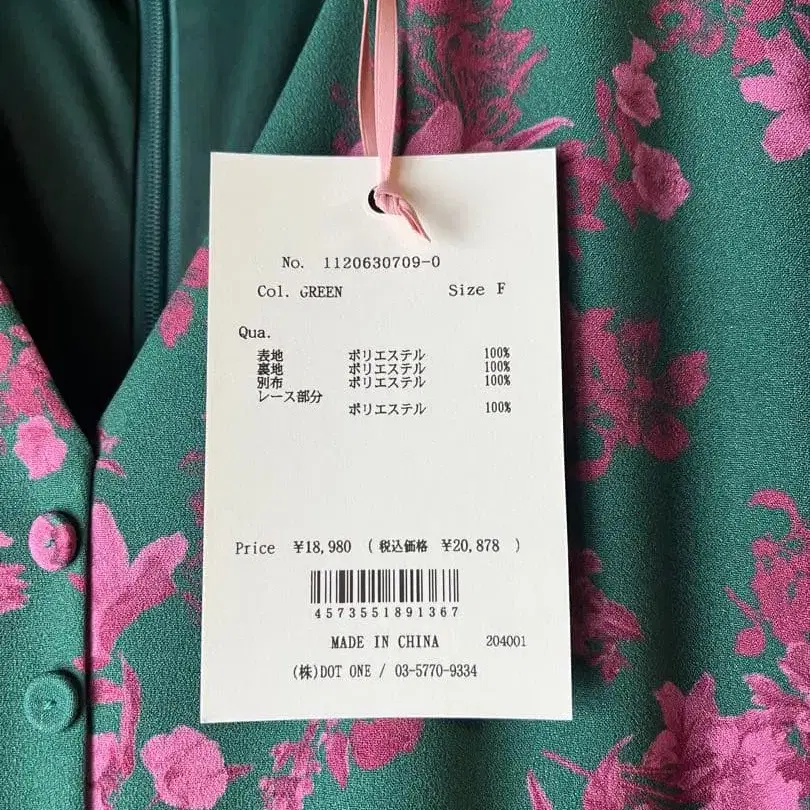 No. 1120630709-0
Col. GREEN Size F
Qua.
表地 ポリエステル 100%
裏地 ポリエステル 100%
別布 ポリエステル 100%
レース部分
ポリエステル 100%
Price ¥18,980 (税込価格 ¥20,878 )
4573551891367
MADE IN CHINA 204001
(株)DOT ONE / 03-5770-9334